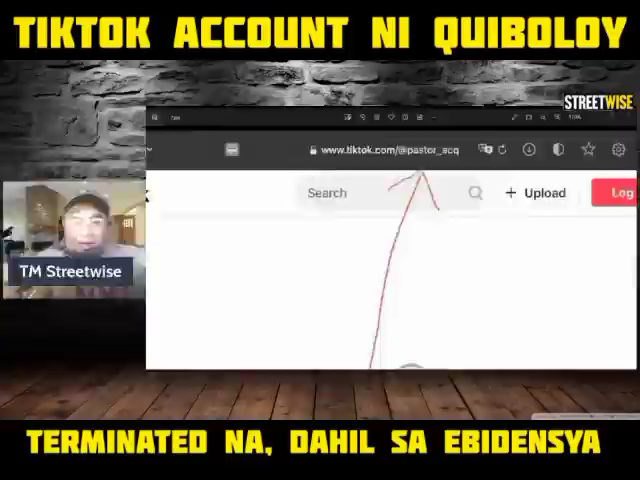 TIKTOK ACCOUNT NI QUIBOLOY
STREETWISE
www.tiktok.com/@pastor_acq
Search
+ Upload
Log
TM Streetwise
TERMINATED NA, DAHIL SA EBIDENSYA